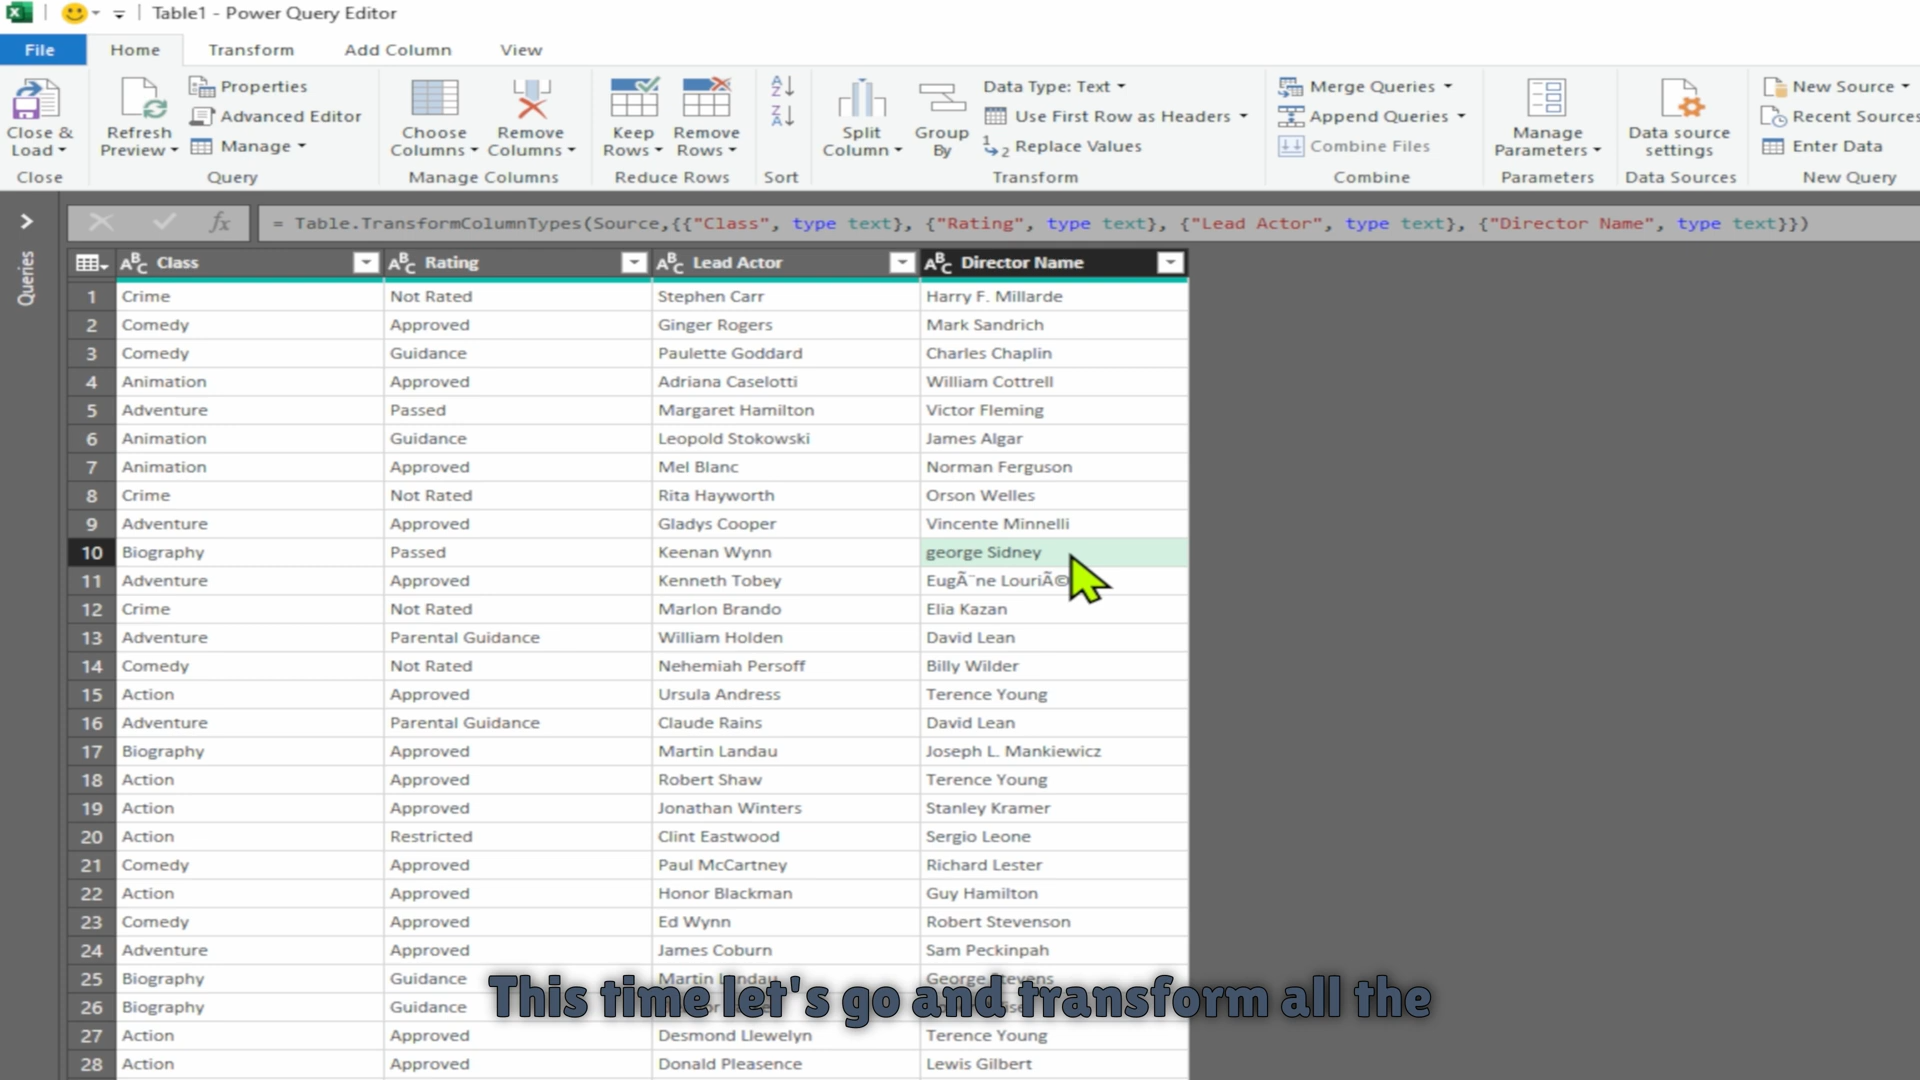 Table1 - Power Query Editor
File Home Transform Add Column View
Close & Load
Refresh Preview
Properties
Advanced Editor
Manage
Choose Columns
Remove Columns
Keep Rows
Remove Rows
Split Column
Group By
Data Type: Text
Use First Row as Headers
Replace Values
Merge Queries
Append Queries
Combine Files
Manage Parameters
Data source settings
New Source
Recent Sources
Enter Data
Close Query Manage Columns Reduce Rows Sort Transform Combine Parameters Data Sources New Query
Queries
fx = Table.TransformColumnTypes(Source,{{"Class", type text}, {"Rating", type text}, {"Lead Actor", type text}, {"Director Name", type text}})
ABC Class ABC Rating ABC Lead Actor ABC Director Name
1 Crime Not Rated Stephen Carr Harry F. Millarde
2 Comedy Approved Ginger Rogers Mark Sandrich
3 Comedy Guidance Paulette Goddard Charles Chaplin
4 Animation Approved Adriana Caselotti William Cottrell
5 Adventure Passed Margaret Hamilton Victor Fleming
6 Animation Guidance Leopold Stokowski James Algar
7 Animation Approved Mel Blanc Norman Ferguson
8 Crime Not Rated Rita Hayworth Orson Welles
9 Adventure Approved Gladys Cooper Vincente Minnelli
10 Biography Passed Keenan Wynn george Sidney
11 Adventure Approved Kenneth Tobey EugÃ¨ne LouriÃ©
12 Crime Not Rated Marlon Brando Elia Kazan
13 Adventure Parental Guidance William Holden David Lean
14 Comedy Not Rated Nehemiah Persoff Billy Wilder
15 Action Approved Ursula Andress Terence Young
16 Adventure Parental Guidance Claude Rains David Lean
17 Biography Approved Martin Landau Joseph L. Mankiewicz
18 Action Approved Robert Shaw Terence Young
19 Action Approved Jonathan Winters Stanley Kramer
20 Action Restricted Clint Eastwood Sergio Leone
21 Comedy Approved Paul McCartney Richard Lester
22 Action Approved Honor Blackman Guy Hamilton
23 Comedy Approved Ed Wynn Robert Stevenson
24 Adventure Approved James Coburn Sam Peckinpah
25 Biography Guidance Martin Landau George Stevens
26 Biography Guidance
This time let's go and transform all the
27 Action Approved Desmond Llewelyn Terence Young
28 Action Approved Donald Pleasence Lewis Gilbert